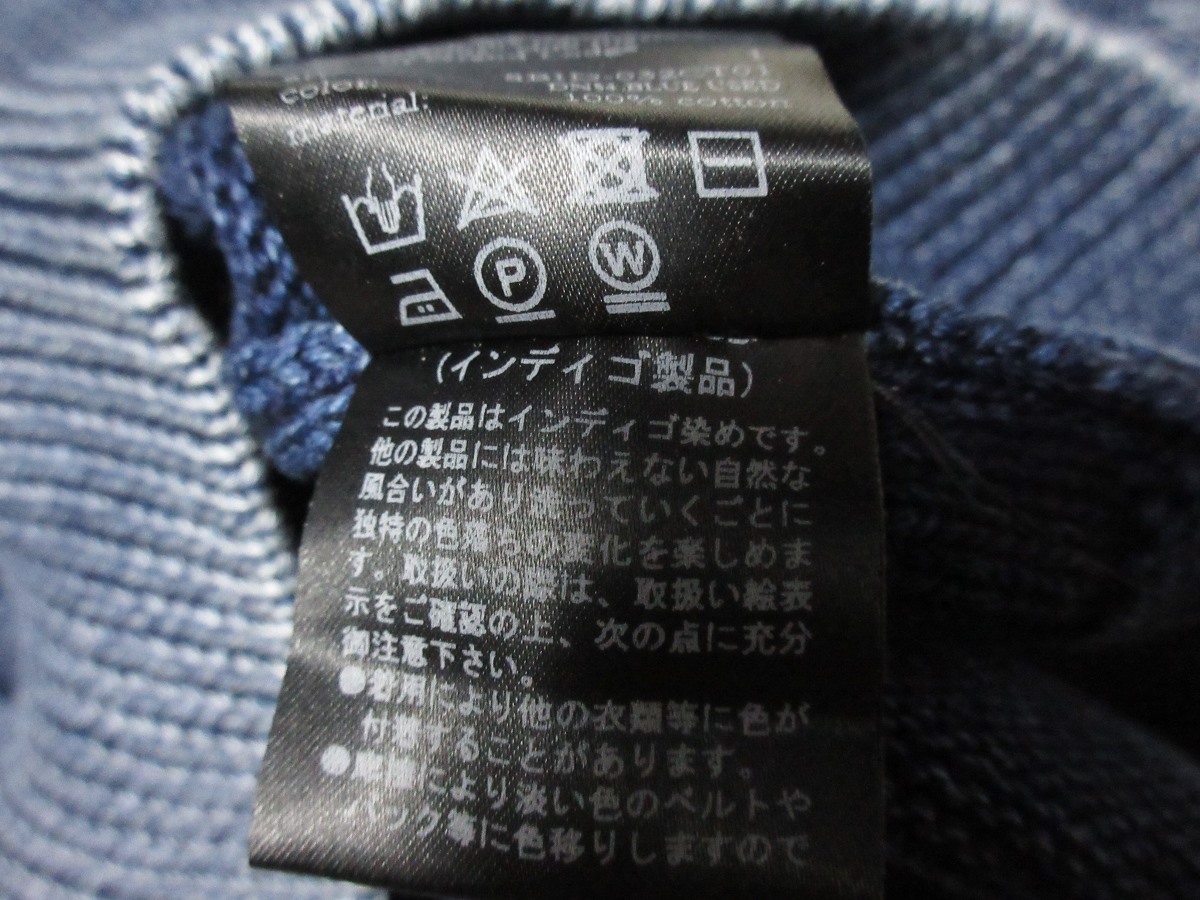 color:
DNM.BLUE USED
material:
100% cotton
P
W
(インディゴ製品)
この製品はインディゴ染めです。
他の製品には味わえない自然な
風合いがあり 洗っていくごとに
独特の色落ちの変化を楽しめま
す。取扱いの際は、取扱い絵表
示をご確認の上、次の点に充分
御注意下さい。
●着用により他の衣類等に色が
付着することがあります。
●摩擦により淡い色のベルトや
バック等に色移りしますので